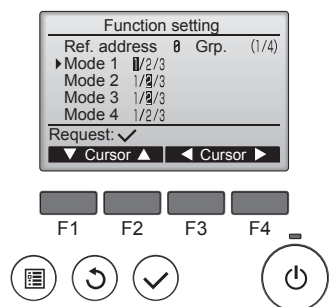 Function setting
Ref. address 0 Grp. (1/4)
Mode 1 1/2/3
Mode 2 1/2/3
Mode 3 1/2/3
Mode 4 1/2/3
Request: ✓
▼ Cursor ▲ ◀ Cursor ▶
F1 F2 F3 F4